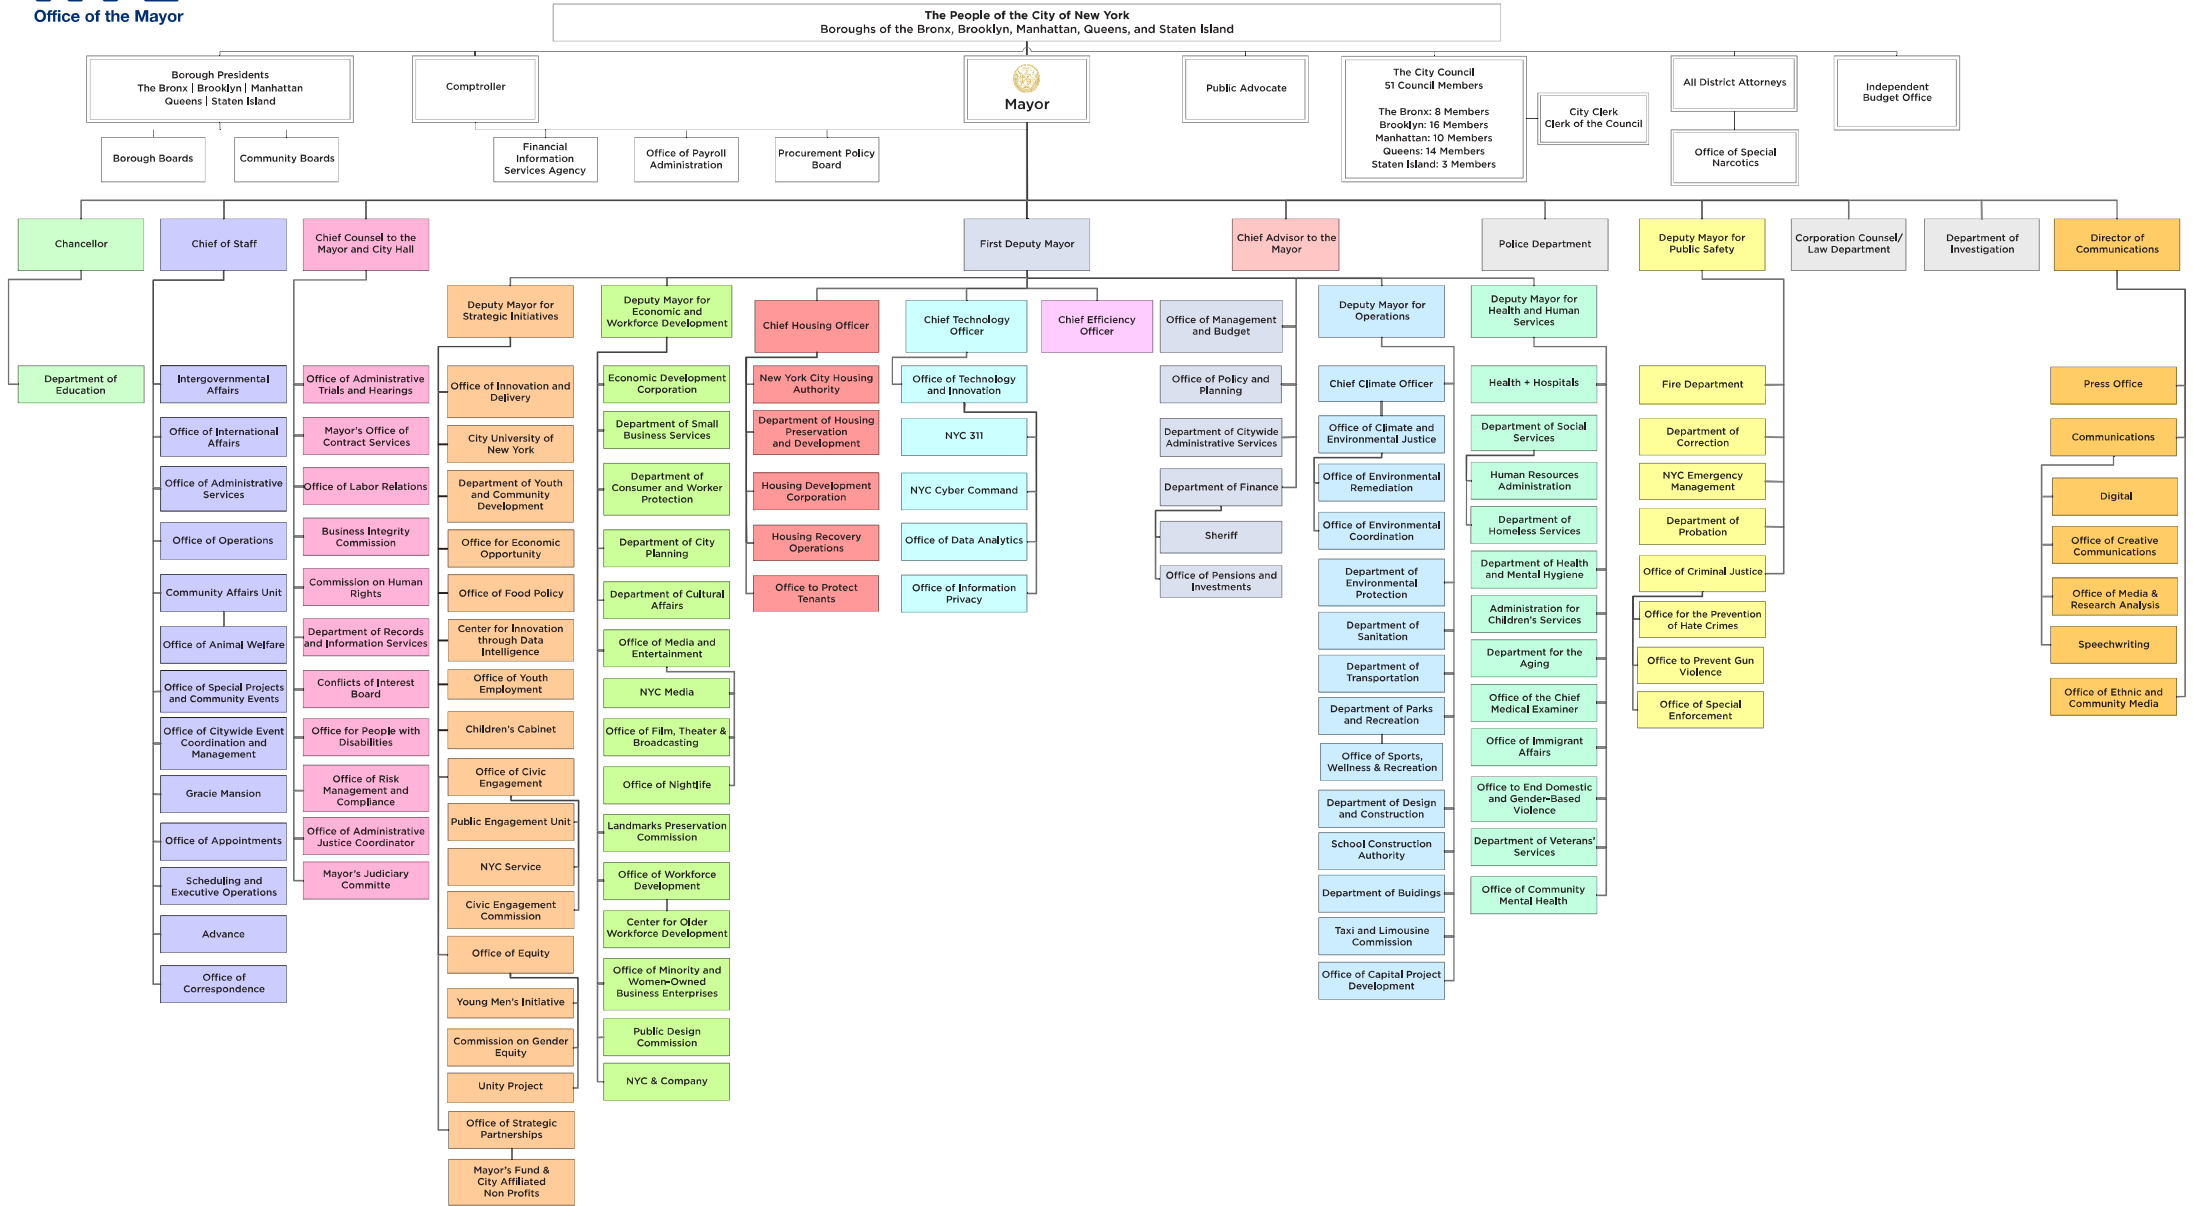 Office of the Mayor
The People of the City of New York
Boroughs of the Bronx, Brooklyn, Manhattan, Queens, and Staten Island
Borough Presidents
The Bronx | Brooklyn | Manhattan
Queens | Staten Island
Comptroller
Mayor
Public Advocate
The City Council
51 Council Members
The Bronx: 8 Members
Brooklyn: 16 Members
Manhattan: 10 Members
Queens: 14 Members
Staten Island: 3 Members
City Clerk
Clerk of the Council
All District Attorneys
Independent
Budget Office
Borough Boards
Community Boards
Financial
Information
Services Agency
Office of Payroll
Administration
Procurement Policy
Board
Office of Special
Narcotics
Chancellor
Chief of Staff
Chief Counsel to the
Mayor and City Hall
First Deputy Mayor
Chief Advisor to the
Mayor
Police Department
Deputy Mayor for
Public Safety
Corporation Counsel/
Law Department
Department of
Investigation
Director of
Communications
Department of
Education
Intergovernmental
Affairs
Office of International
Affairs
Office of Administrative
Services
Office of Operations
Community Affairs Unit
Office of Animal Welfare
Office of Special Projects
and Community Events
Office of Citywide Event
Coordination and
Management
Gracie Mansion
Office of Appointments
Scheduling and
Executive Operations
Advance
Office of
Correspondence
Office of Administrative
Trials and Hearings
Mayor's Office of
Contract Services
Office of Labor Relations
Business Integrity
Commission
Commission on Human
Rights
Department of Records
and Information Services
Conflicts of Interest
Board
Office for People with
Disabilities
Office of Risk
Management and
Compliance
Office of Administrative
Justice Coordinator
Mayor's Judiciary
Committe
Deputy Mayor for
Strategic Initiatives
Office of Innovation and
Delivery
City University of
New York
Department of Youth
and Community
Development
Office for Economic
Opportunity
Office of Food Policy
Center for Innovation
through Data
Intelligence
Office of Youth
Employment
Children's Cabinet
Office of Civic
Engagement
Public Engagement Unit
NYC Service
Civic Engagement
Commission
Office of Equity
Young Men's Initiative
Commission on Gender
Equity
Unity Project
Office of Strategic
Partnerships
Mayor's Fund &
City Affiliated
Non Profits
Deputy Mayor for
Economic and
Workforce Development
Economic Development
Corporation
Department of Small
Business Services
Department of
Consumer and Worker
Protection
Department of City
Planning
Department of Cultural
Affairs
Office of Media and
Entertainment
NYC Media
Office of Film, Theater &
Broadcasting
Office of Nightlife
Landmarks Preservation
Commission
Office of Workforce
Development
Center for Older
Workforce Development
Office of Minority and
Women-Owned
Business Enterprises
Public Design
Commission
NYC & Company
Chief Housing Officer
New York City Housing
Authority
Department of Housing
Preservation
and Development
Housing Development
Corporation
Housing Recovery
Operations
Office to Protect
Tenants
Chief Technology
Officer
Office of Technology
and Innovation
NYC 311
NYC Cyber Command
Office of Data Analytics
Office of Information
Privacy
Chief Efficiency
Officer
Office of Management
and Budget
Office of Policy and
Planning
Department of Citywide
Administrative Services
Department of Finance
Sheriff
Office of Pensions and
Investments
Deputy Mayor for
Operations
Chief Climate Officer
Office of Climate and
Environmental Justice
Office of Environmental
Remediation
Office of Environmental
Coordination
Department of
Environmental
Protection
Department of
Sanitation
Department of
Transportation
Department of Parks
and Recreation
Office of Sports,
Wellness & Recreation
Department of Design
and Construction
School Construction
Authority
Department of Buidings
Taxi and Limousine
Commission
Office of Capital Project
Development
Deputy Mayor for
Health and Human
Services
Health + Hospitals
Department of Social
Services
Human Resources
Administration
Department of
Homeless Services
Department of Health
and Mental Hygiene
Administration for
Children's Services
Department for the
Aging
Office of the Chief
Medical Examiner
Office of Immigrant
Affairs
Office to End Domestic
and Gender-Based
Violence
Department of Veterans'
Services
Office of Community
Mental Health
Fire Department
Department of
Correction
NYC Emergency
Management
Department of
Probation
Office of Criminal Justice
Office for the Prevention
of Hate Crimes
Office to Prevent Gun
Violence
Office of Special
Enforcement
Press Office
Communications
Digital
Office of Creative
Communications
Office of Media &
Research Analysis
Speechwriting
Office of Ethnic and
Community Media